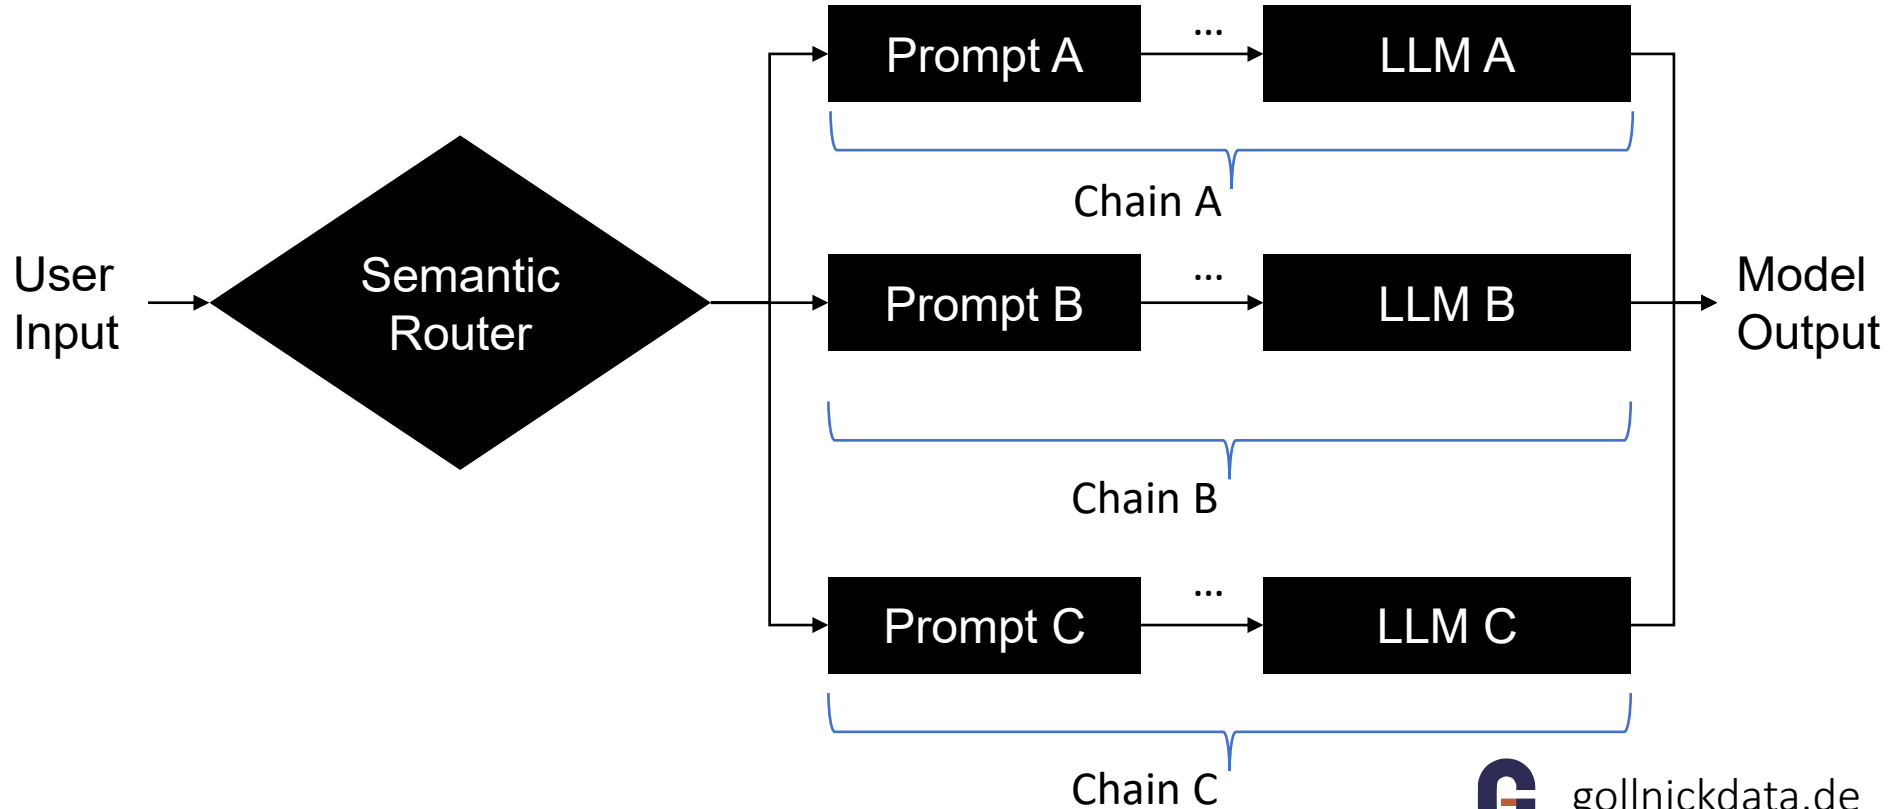 ...
Prompt A
LLM A
Chain A
User
Input
Semantic
Router
...
Prompt B
LLM B
Model
Output
Chain B
...
Prompt C
LLM C
Chain C
gollnickdata.de